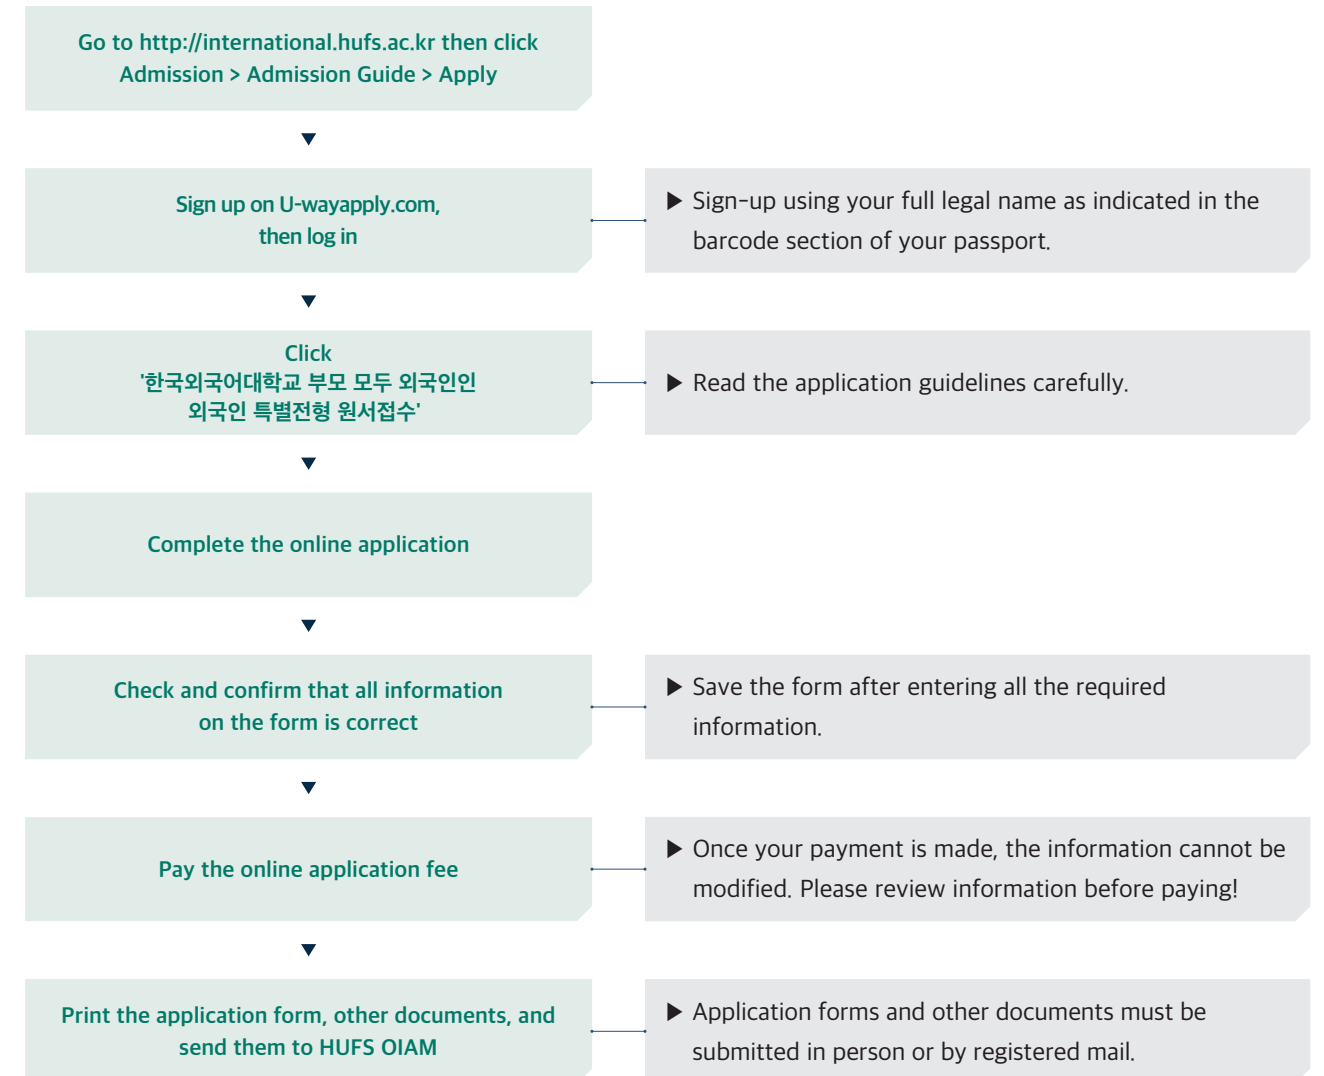 Go to http://international.hufs.ac.kr then click
Admission > Admission Guide > Apply
▼
Sign up on U-wayapply.com,
then log in
▶ Sign-up using your full legal name as indicated in the
barcode section of your passport.
▼
Click
'한국외국어대학교 부모 모두 외국인인
외국인 특별전형 원서접수'
▶ Read the application guidelines carefully.
▼
Complete the online application
▼
Check and confirm that all information
on the form is correct
▶ Save the form after entering all the required
information.
▼
Pay the online application fee
▶ Once your payment is made, the information cannot be
modified. Please review information before paying!
▼
Print the application form, other documents, and
send them to HUFS OIAM
▶ Application forms and other documents must be
submitted in person or by registered mail.